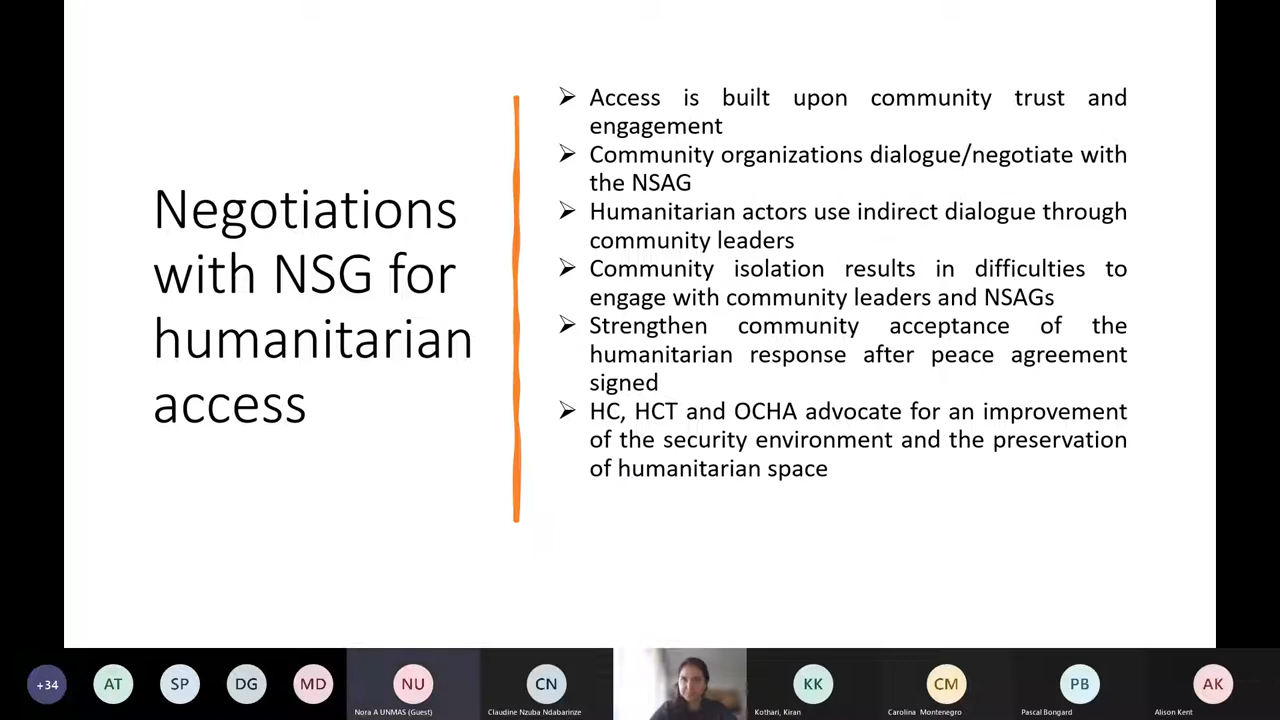 Negotiations
with NSG for
humanitarian
access
➢ Access is built upon community trust and
engagement
➢ Community organizations dialogue/negotiate with
the NSAG
➢ Humanitarian actors use indirect dialogue through
community leaders
➢ Community isolation results in difficulties to
engage with community leaders and NSAGs
➢ Strengthen community acceptance of the
humanitarian response after peace agreement
signed
➢ HC, HCT and OCHA advocate for an improvement
of the security environment and the preservation
of humanitarian space
+34
AT
SP
DG
MD
NU
CN
KK
CM
PB
AK
Nora A UNMAS (Guest)
Claudine Nzuba Ndabarinze
Kothari, Kiran
Carolina Montenegro
Pascal Bongard
Alison Kent